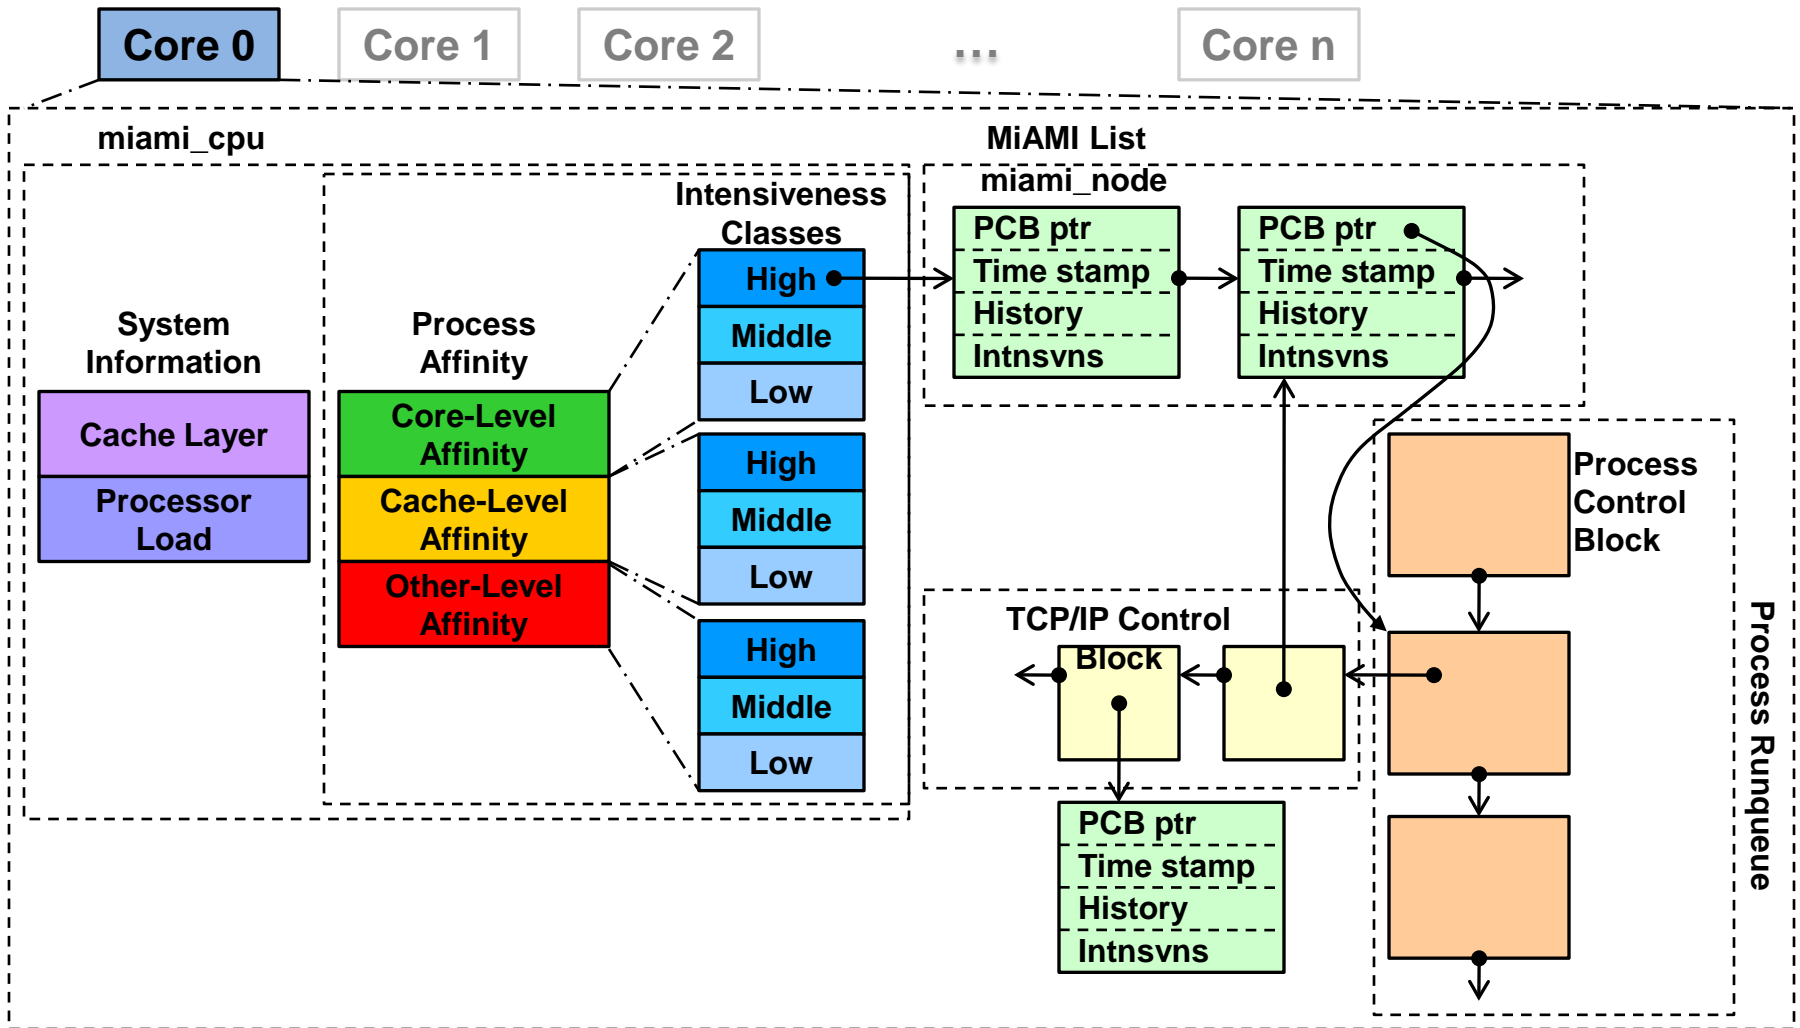 Core 0
Core 1
Core 2
...
Core n
miami_cpu
MiAMI List
System
Information
Cache Layer
Processor
Load
Process
Affinity
Core-Level
Affinity
Cache-Level
Affinity
Other-Level
Affinity
Intensiveness
Classes
High
Middle
Low
High
Middle
Low
High
Middle
Low
miami_node
PCB ptr
Time stamp
History
Intnsvns
PCB ptr
Time stamp
History
Intnsvns
Process
Control
Block
TCP/IP Control
Block
PCB ptr
Time stamp
History
Intnsvns
Process Runqueue